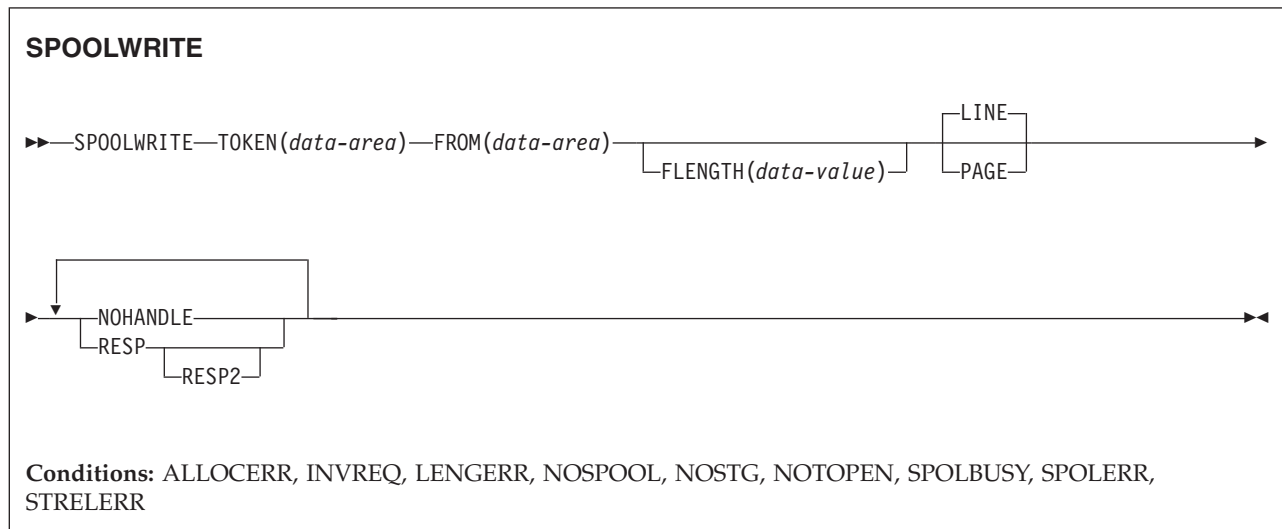 SPOOLWRITE
LINE
SPOOLWRITE TOKEN(data-area) FROM(data-area)
FLENGTH(data-value) PAGE
NOHANDLE
RESP
RESP2
Conditions: ALLOCERR, INVREQ, LENGERR, NOSPOOL, NOSTG, NOTOPEN, SPOLBUSY, SPOLERR,
STRELERR